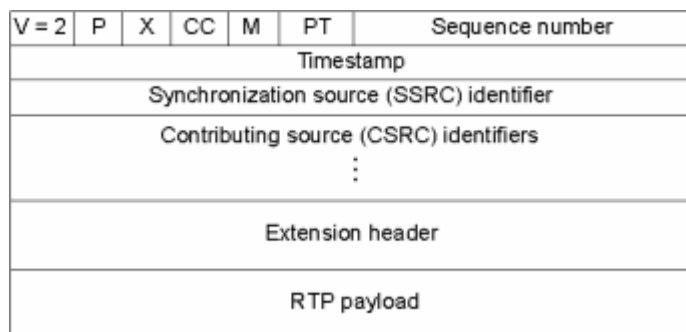 V = 2 P X CC M PT Sequence number
Timestamp
Synchronization source (SSRC) identifier
Contributing source (CSRC) identifiers
⋮
Extension header
RTP payload